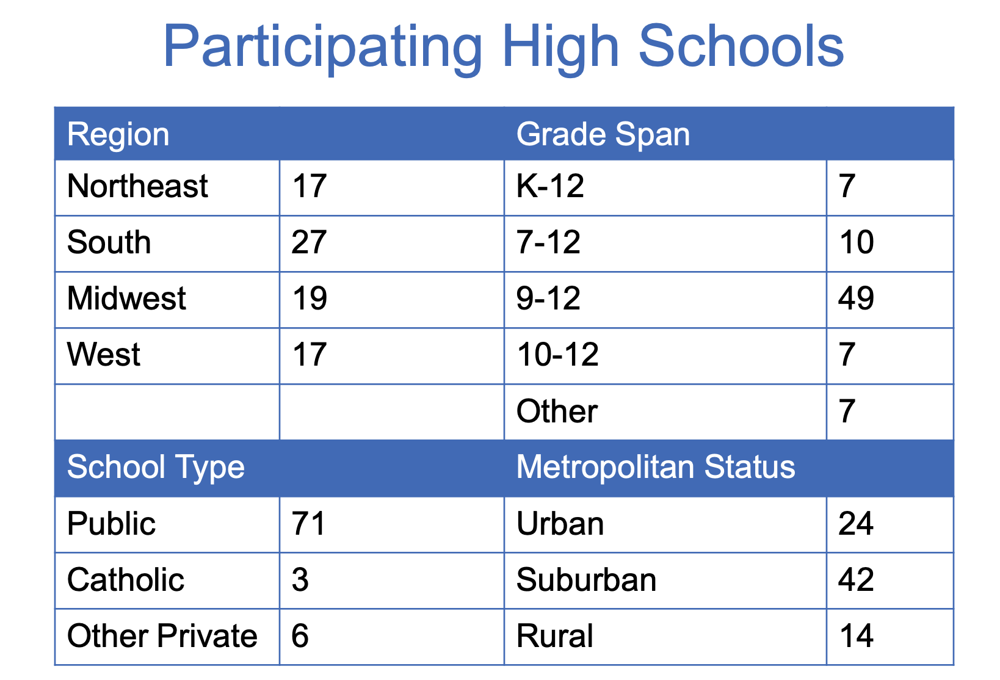 Participating High Schools
Region Grade Span
Northeast 17 K-12 7
South 27 7-12 10
Midwest 19 9-12 49
West 17 10-12 7
Other 7
School Type Metropolitan Status
Public 71 Urban 24
Catholic 3 Suburban 42
Other Private 6 Rural 14